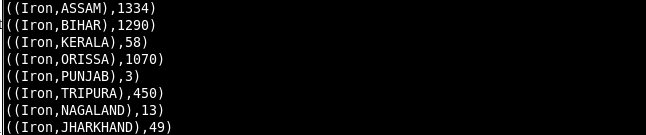 ((Iron,ASSAM),1334)
((Iron,BIHAR),1290)
((Iron,KERALA),58)
((Iron,ORISSA),1070)
((Iron,PUNJAB),3)
((Iron,TRIPURA),450)
((Iron,NAGALAND),13)
((Iron,JHARKHAND),49)